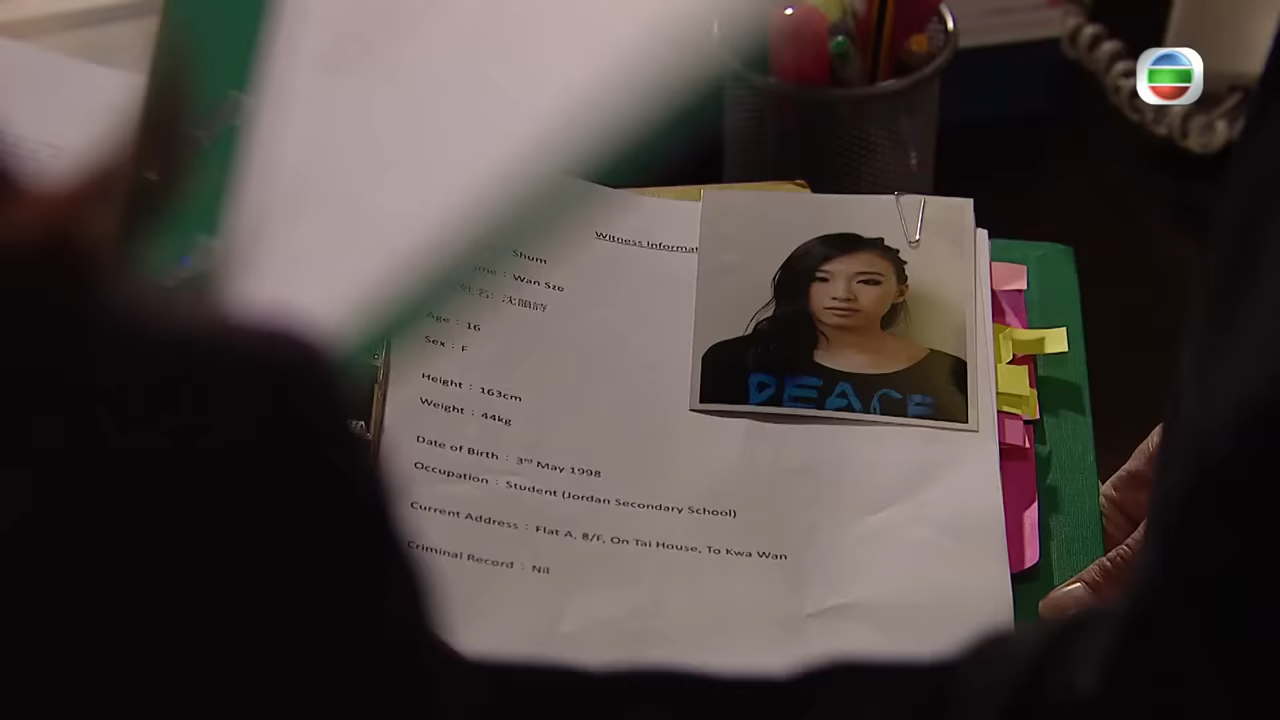 Witness Informat
Shum
me : Wan Sze
姓名: 沈韻詩
Age : 16
Sex : F
Height : 163cm
Weight : 44kg
Date of Birth : 3rd May 1998
Occupation : Student (Jordan Secondary School)
Current Address : Flat A, 8/F, On Tai House, To Kwa Wan
Criminal Record : Nil
PEACE